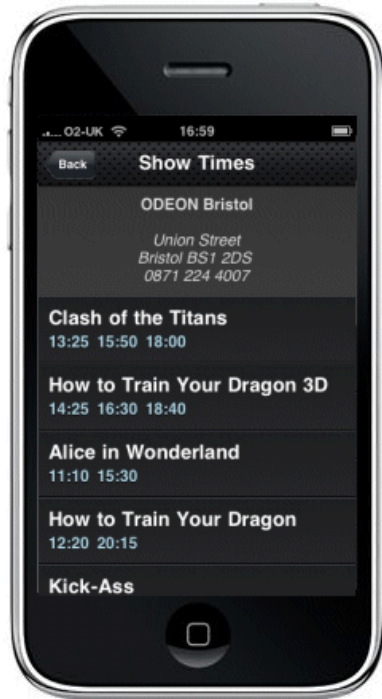 O2-UK 16:59
Back Show Times
ODEON Bristol
Union Street
Bristol BS1 2DS
0871 224 4007
Clash of the Titans
13:25 15:50 18:00
How to Train Your Dragon 3D
14:25 16:30 18:40
Alice in Wonderland
11:10 15:30
How to Train Your Dragon
12:20 20:15
Kick-Ass